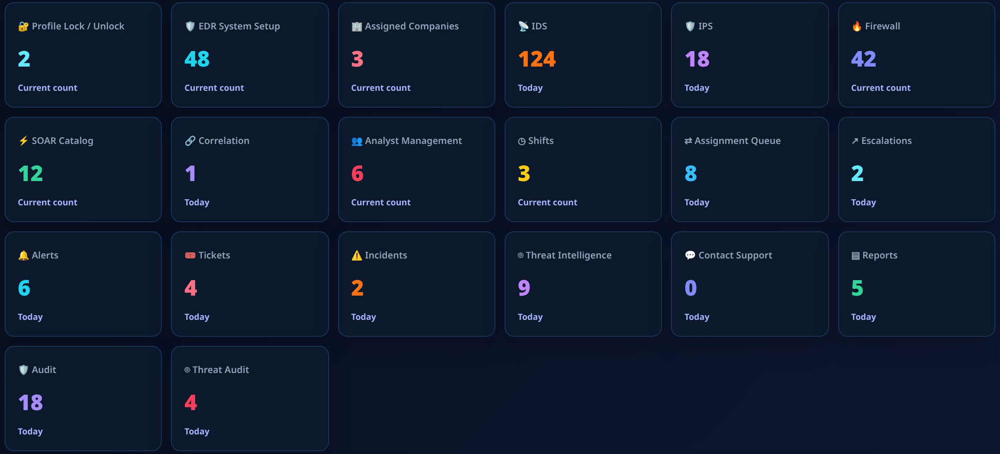 🔐 Profile Lock / Unlock
2
Current count
🛡️ EDR System Setup
48
Current count
🏢 Assigned Companies
3
Current count
📡 IDS
124
Today
🛡️ IPS
18
Today
🔥 Firewall
42
Current count
⚡ SOAR Catalog
12
Current count
🔗 Correlation
1
Today
👥 Analyst Management
6
Current count
◷ Shifts
3
Current count
⇄ Assignment Queue
8
Today
↗ Escalations
2
Today
🔔 Alerts
6
Today
🎟️ Tickets
4
Today
⚠️ Incidents
2
Today
◎ Threat Intelligence
9
Today
💬 Contact Support
0
Today
▤ Reports
5
Today
🛡️ Audit
18
Today
◎ Threat Audit
4
Today